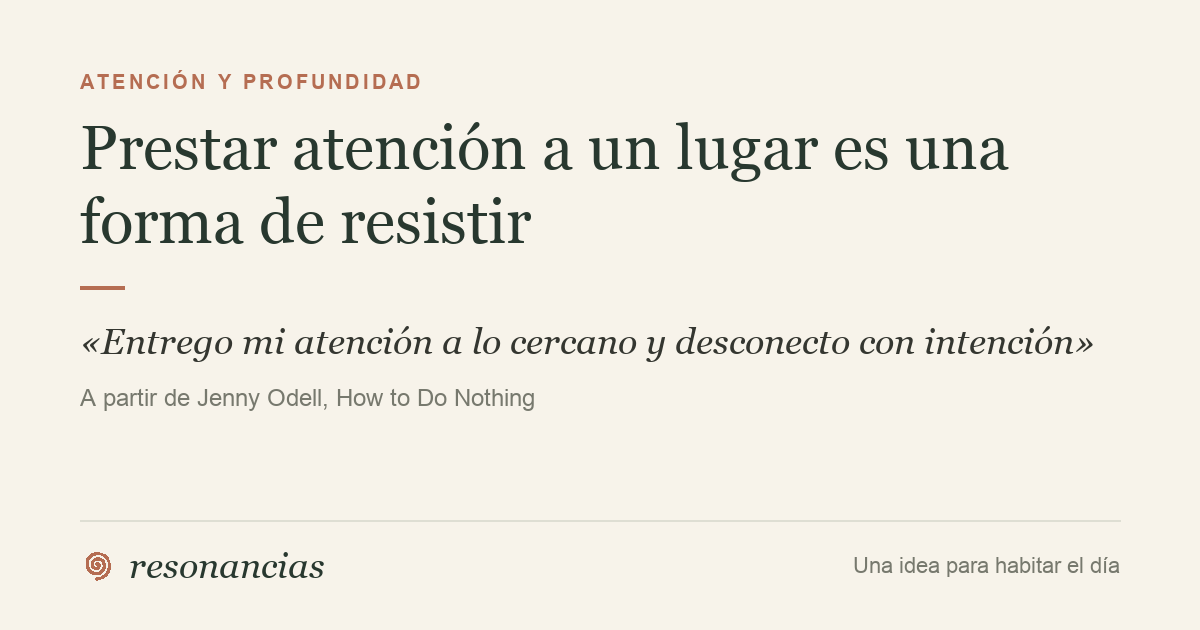 ATENCIÓN Y PROFUNDIDAD
Prestar atención a un lugar es una
forma de resistir
«Entrego mi atención a lo cercano y desconecto con intención»
A partir de Jenny Odell, How to Do Nothing
resonancias
Una idea para habitar el día